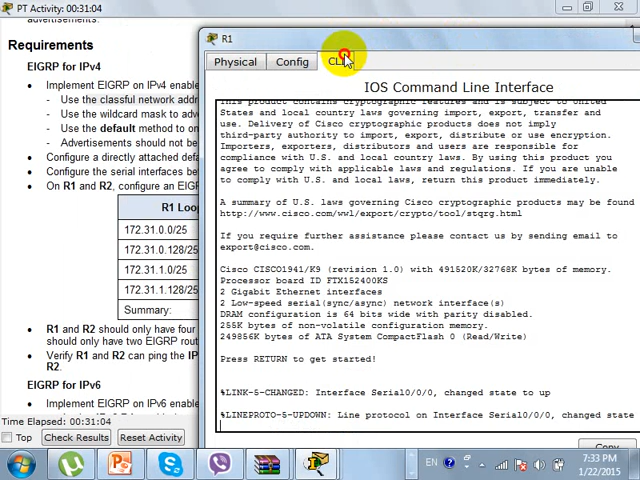 PT Activity: 00:31:04
advertisements.
Requirements
EIGRP for IPv4
Implement EIGRP on IPv4 enable
Use the classful network addr
Use the wildcard mask to adv
Use the default method to on
Advertisements should not be
Configure a directly attached def
Configure the serial interfaces be
On R1 and R2, configure an EIG
R1 Loop
172.31.0.0/25
172.31.0.128/25
172.31.1.0/25
172.31.1.128/25
Summary:
R1 and R2 should only have four
should only have two EIGRP rout
Verify R1 and R2 can ping the IP
R2.
EIGRP for IPv6
Implement EIGRP on IPv6 enable
Time Elapsed: 00:31:04
Top
Check Results
Reset Activity
R1
Physical
Config
IOS Command Line Interface
This product contains cryptographic features and is subject to United
States and local country laws governing import, export, transfer and
use. Delivery of Cisco cryptographic products does not imply
third-party authority to import, export, distribute or use encryption.
Importers, exporters, distributors and users are responsible for
compliance with U.S. and local country laws. By using this product you
agree to comply with applicable laws and regulations. If you are unable
to comply with U.S. and local laws, return this product immediately.
A summary of U.S. laws governing Cisco cryptographic products may be found
http://www.cisco.com/wwl/export/crypto/tool/stqrg.html
If you require further assistance please contact us by sending email to
export@cisco.com.
Cisco CISCO1941/K9 (revision 1.0) with 491520K/32768K bytes of memory.
Processor board ID FTX152400KS
2 Gigabit Ethernet interfaces
2 Low-speed serial(sync/async) network interface(s)
DRAM configuration is 64 bits wide with parity disabled.
255K bytes of non-volatile configuration memory.
249856K bytes of ATA System CompactFlash 0 (Read/Write)
Press RETURN to get started!
%LINK-5-CHANGED: Interface Serial0/0/0, changed state to up
%LINEPROTO-5-UPDOWN: Line protocol on Interface Serial0/0/0, changed state
Copy
EN
7:33 PM
1/22/2015